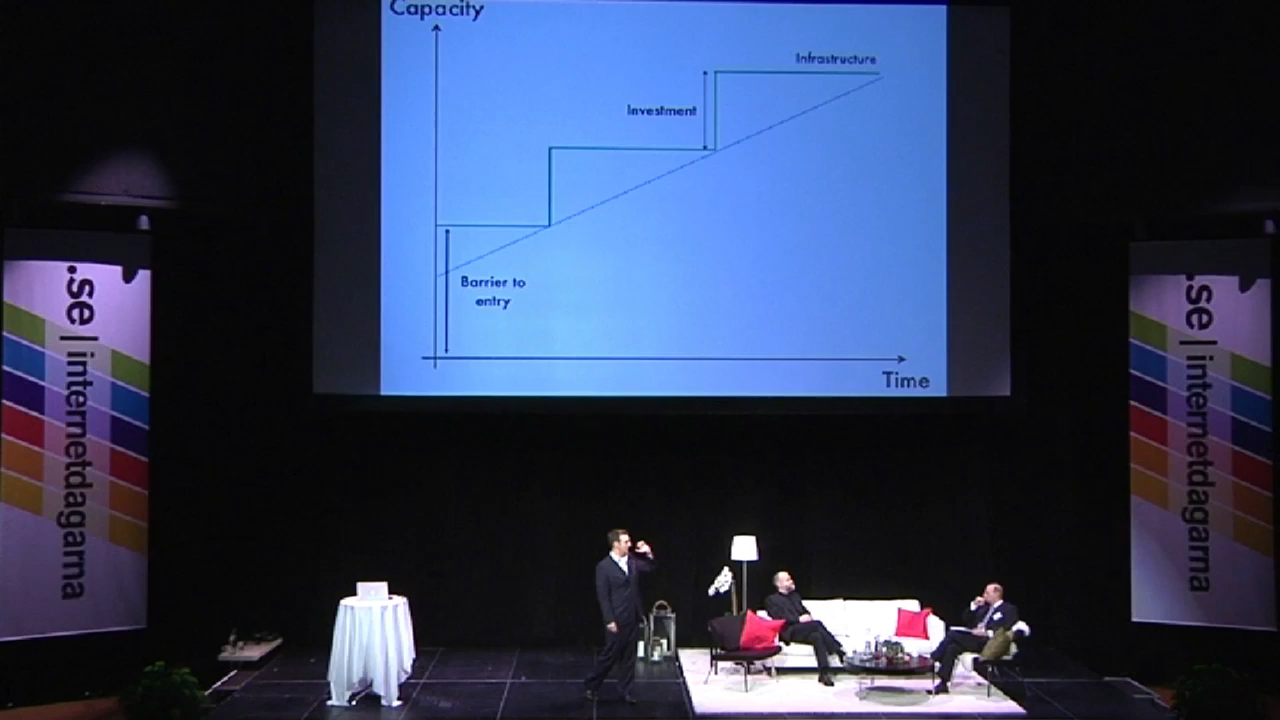 Capacity
Infrastructure
Investment
Barrier to
entry
Time
.se | internetdagarna
.se | internetdagarna